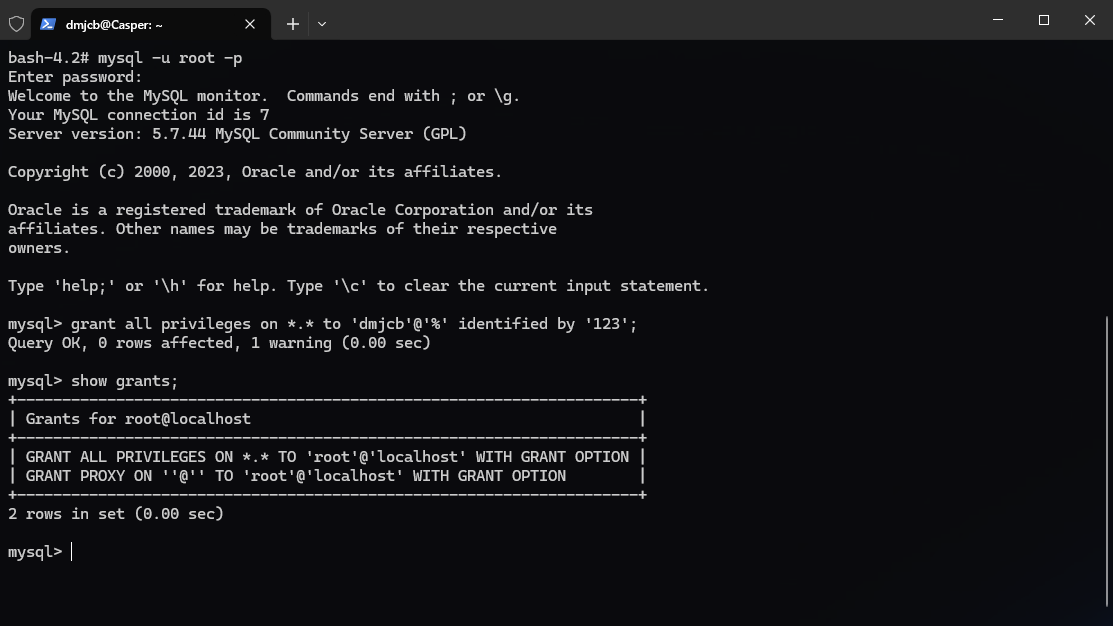 dmjcb@Casper: ~
bash-4.2# mysql -u root -p
Enter password:
Welcome to the MySQL monitor.  Commands end with ; or \g.
Your MySQL connection id is 7
Server version: 5.7.44 MySQL Community Server (GPL)
Copyright (c) 2000, 2023, Oracle and/or its affiliates.
Oracle is a registered trademark of Oracle Corporation and/or its
affiliates. Other names may be trademarks of their respective
owners.
Type 'help;' or '\h' for help. Type '\c' to clear the current input statement.
mysql> grant all privileges on *.* to 'dmjcb'@'%' identified by '123';
Query OK, 0 rows affected, 1 warning (0.00 sec)
mysql> show grants;
+---------------------------------------------------------------------+
| Grants for root@localhost                                           |
+---------------------------------------------------------------------+
| GRANT ALL PRIVILEGES ON *.* TO 'root'@'localhost' WITH GRANT OPTION |
| GRANT PROXY ON ''@'' TO 'root'@'localhost' WITH GRANT OPTION        |
+---------------------------------------------------------------------+
2 rows in set (0.00 sec)
mysql>